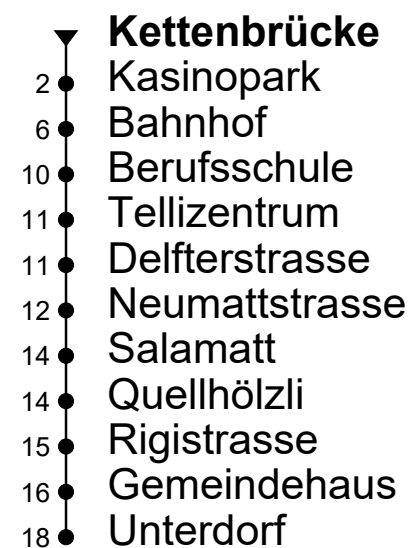 Kettenbrücke
2 Kasinopark
6 Bahnhof
10 Berufsschule
11 Tellizentrum
11 Delfterstrasse
12 Neumattstrasse
14 Salamatt
14 Quellhölzli
15 Rigistrasse
16 Gemeindehaus
18 Unterdorf